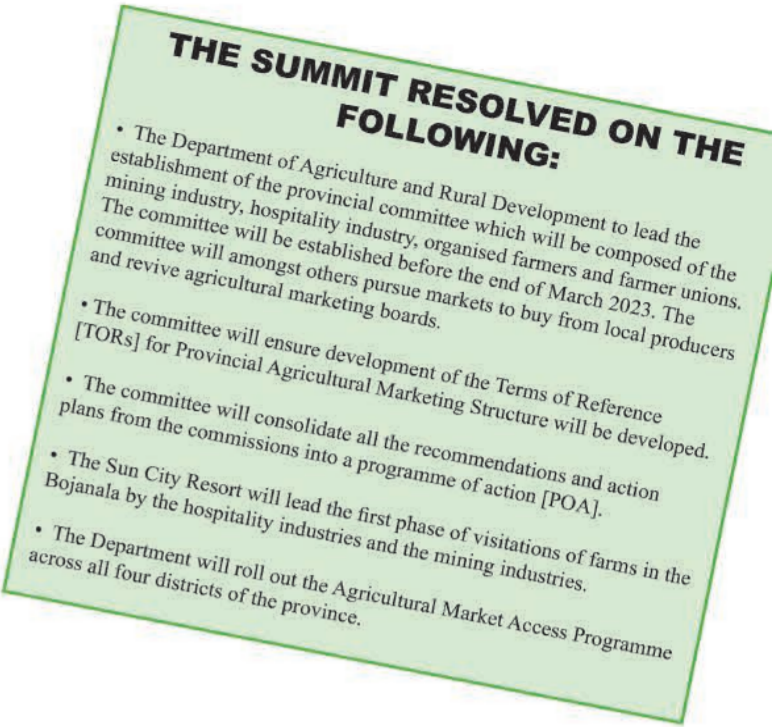 THE SUMMIT RESOLVED ON THE
FOLLOWING:
• The Department of Agriculture and Rural Development to lead the
establishment of the provincial committee which will be composed of the
mining industry, hospitality industry, organised farmers and farmer unions.
The committee will be established before the end of March 2023. The
committee will amongst others pursue markets to buy from local producers
and revive agricultural marketing boards.
• The committee will ensure development of the Terms of Reference
[TORs] for Provincial Agricultural Marketing Structure will be developed.
• The committee will consolidate all the recommendations and action
plans from the commissions into a programme of action [POA].
• The Sun City Resort will lead the first phase of visitations of farms in the
Bojanala by the hospitality industries and the mining industries.
• The Department will roll out the Agricultural Market Access Programme
across all four districts of the province.